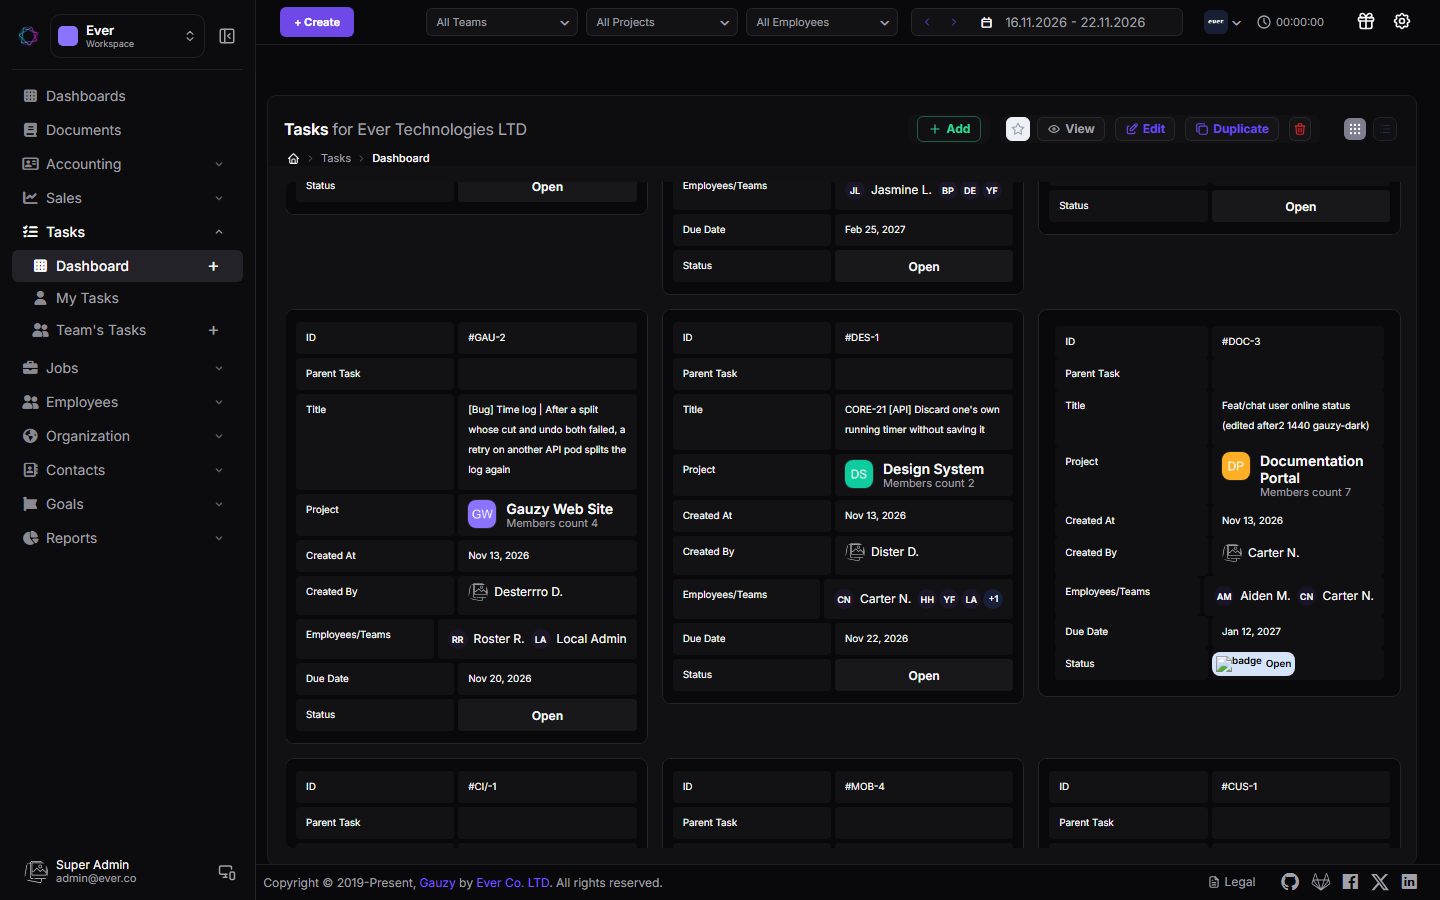 Ever
Workspace
+ Create
All Teams
All Projects
All Employees
16.11.2026 - 22.11.2026
ever
00:00:00
Dashboards
Documents
Accounting
Sales
Tasks
Dashboard
My Tasks
Team's Tasks
Jobs
Employees
Organization
Contacts
Goals
Reports
Super Admin
admin@ever.co
Tasks for Ever Technologies LTD
Add
View
Edit
Duplicate
Tasks
Dashboard
Status
Open
Employees/Teams
JL Jasmine L. BP DE YF
Due Date
Feb 25, 2027
Status
Open
Status
Open
ID
#GAU-2
Parent Task
Title
[Bug] Time log | After a split
whose cut and undo both failed, a
retry on another API pod splits the
log again
Project
GW
Gauzy Web Site
Members count 4
Created At
Nov 13, 2026
Created By
Desterrro D.
Employees/Teams
RR Roster R. LA Local Admin
Due Date
Nov 20, 2026
Status
Open
ID
#DES-1
Parent Task
Title
CORE-21 [API] Discard one's own
running timer without saving it
Project
DS
Design System
Members count 2
Created At
Nov 13, 2026
Created By
Dister D.
Employees/Teams
CN Carter N. HH YF LA +1
Due Date
Nov 22, 2026
Status
Open
ID
#DOC-3
Parent Task
Title
Feat/chat user online status
(edited after2 1440 gauzy-dark)
Project
DP
Documentation
Portal
Members count 7
Created At
Nov 13, 2026
Created By
Carter N.
Employees/Teams
AM Aiden M. CN Carter N.
Due Date
Jan 12, 2027
Status
badge Open
ID
#CI/-1
Parent Task
ID
#MOB-4
Parent Task
ID
#CUS-1
Parent Task
Copyright © 2019-Present, Gauzy by Ever Co. LTD. All rights reserved.
Legal